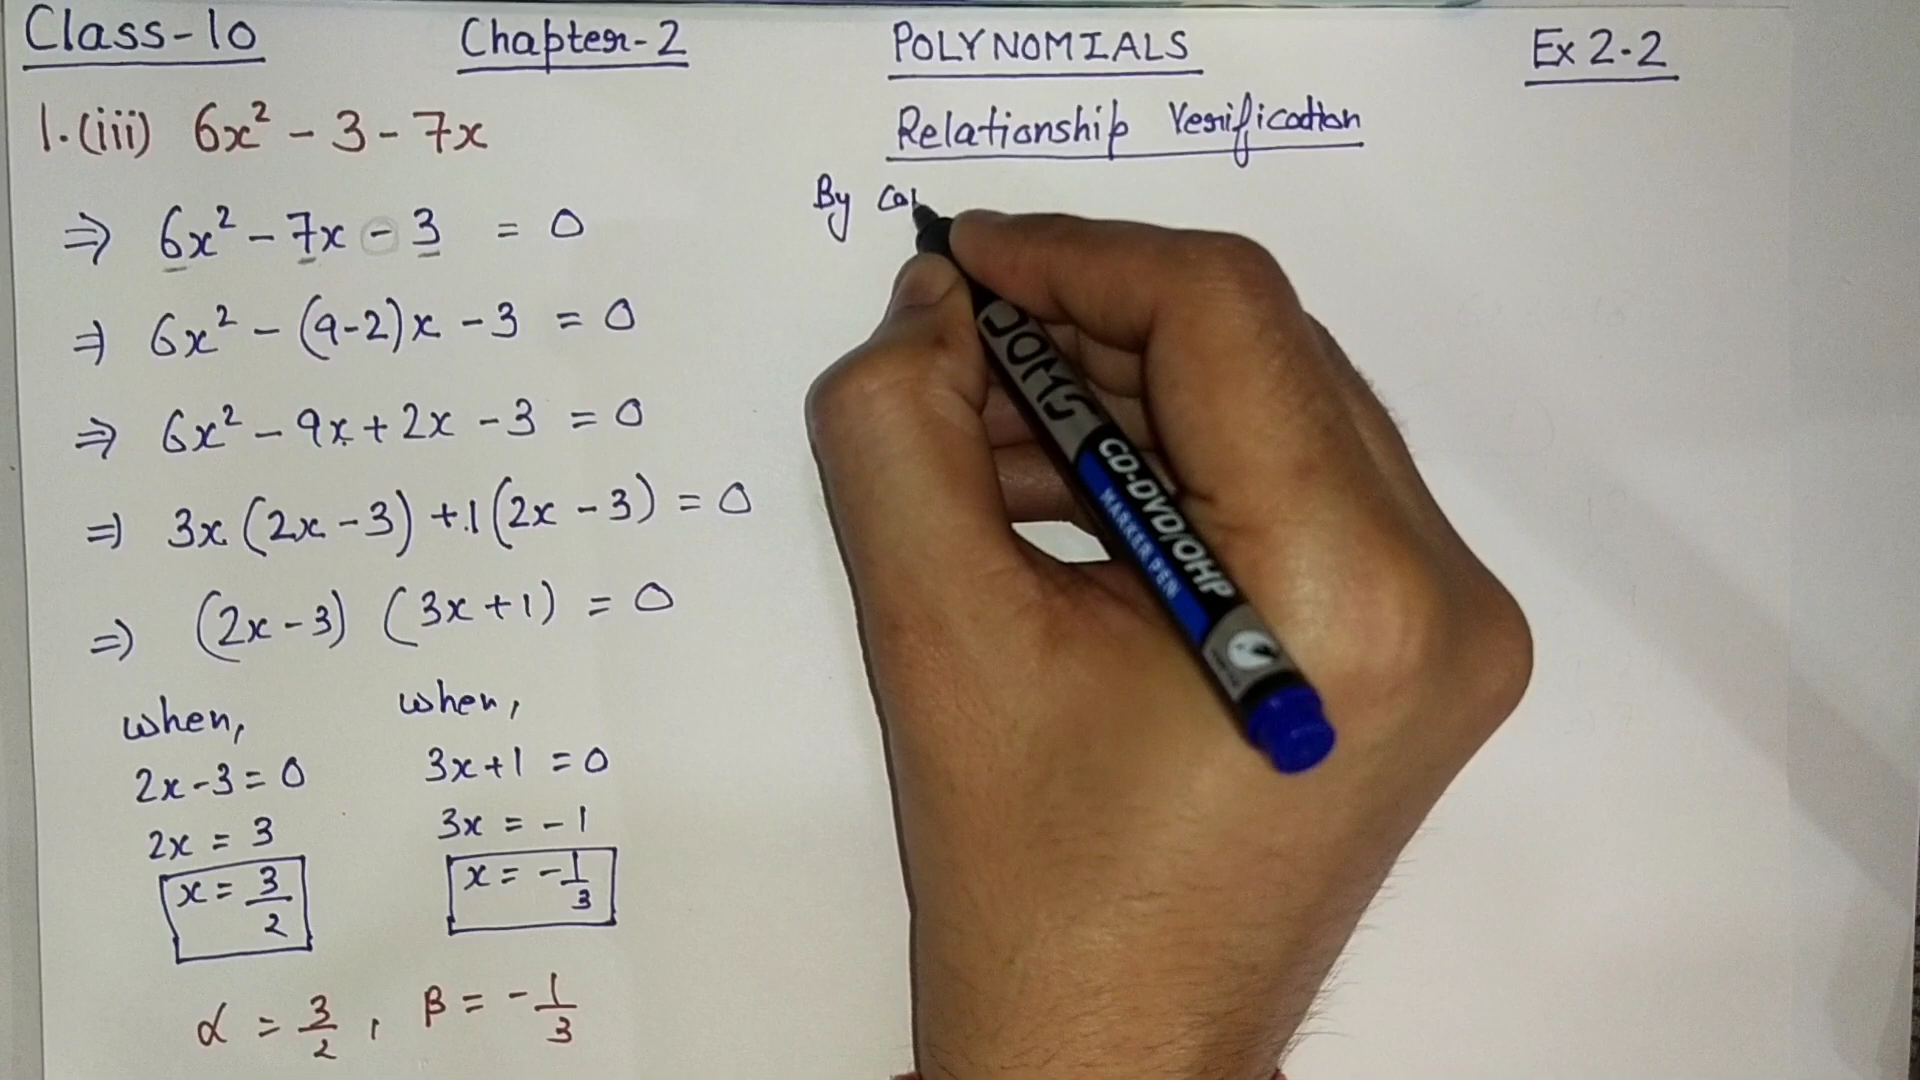 Class-10 Chapter-2 POLYNOMIALS Ex 2.2
1.(iii) 6x² - 3 - 7x
Relationship Verification
⇒ 6x² - 7x - 3 = 0
⇒ 6x² - (9-2)x - 3 = 0
⇒ 6x² - 9x + 2x - 3 = 0
⇒ 3x(2x - 3) + 1(2x - 3) = 0
⇒ (2x - 3) (3x + 1) = 0
when, when,
2x - 3 = 0 3x + 1 = 0
2x = 3 3x = -1
x = 3/2 x = -1/3
α = 3/2 , β = -1/3
By
DOMS
CD-DVD/OHP
MARKER PEN